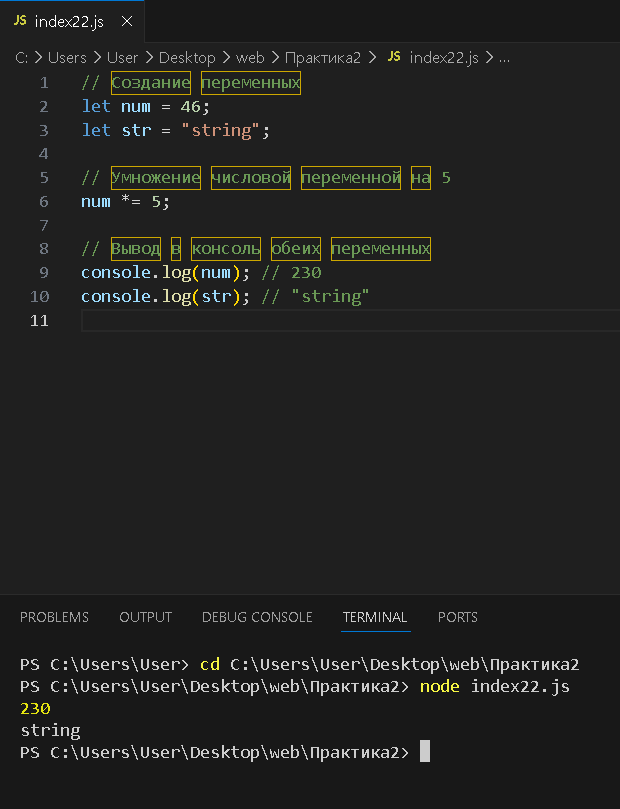 JS index22.js
C: > Users > User > Desktop > web > Практика2 > JS index22.js > ...
1 // Создание переменных
2 let num = 46;
3 let str = "string";
4
5 // Умножение числовой переменной на 5
6 num *= 5;
7
8 // Вывод в консоль обеих переменных
9 console.log(num); // 230
10 console.log(str); // "string"
11
PROBLEMS OUTPUT DEBUG CONSOLE TERMINAL PORTS
PS C:\Users\User> cd C:\Users\User\Desktop\web\Практика2
PS C:\Users\User\Desktop\web\Практика2> node index22.js
230
string
PS C:\Users\User\Desktop\web\Практика2>